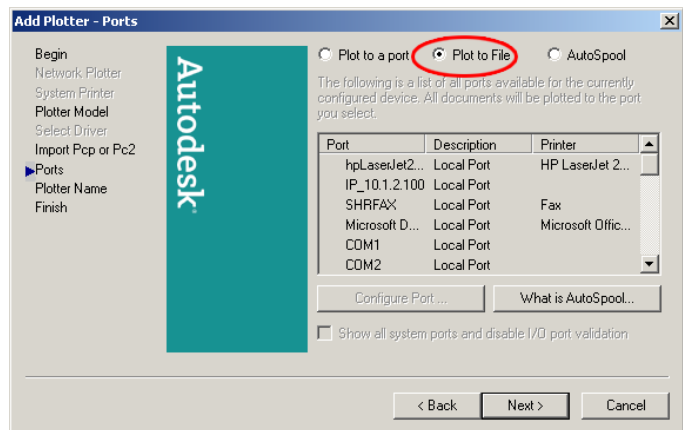 Add Plotter - Ports
Begin
Network Plotter
System Printer
Plotter Model
Select Driver
Import Pcp or Pc2
Ports
Plotter Name
Finish
Autodesk
Plot to a port Plot to File AutoSpool
The following is a list of all ports available for the currently
configured device. All documents will be plotted to the port
you select.
Port Description Printer
hpLaserJet2... Local Port HP LaserJet 2...
IP_10.1.2.100 Local Port
SHRFAX Local Port Fax
Microsoft D... Local Port Microsoft Offic...
COM1 Local Port
COM2 Local Port
Configure Port ... What is AutoSpool...
Show all system ports and disable I/O port validation
< Back Next > Cancel